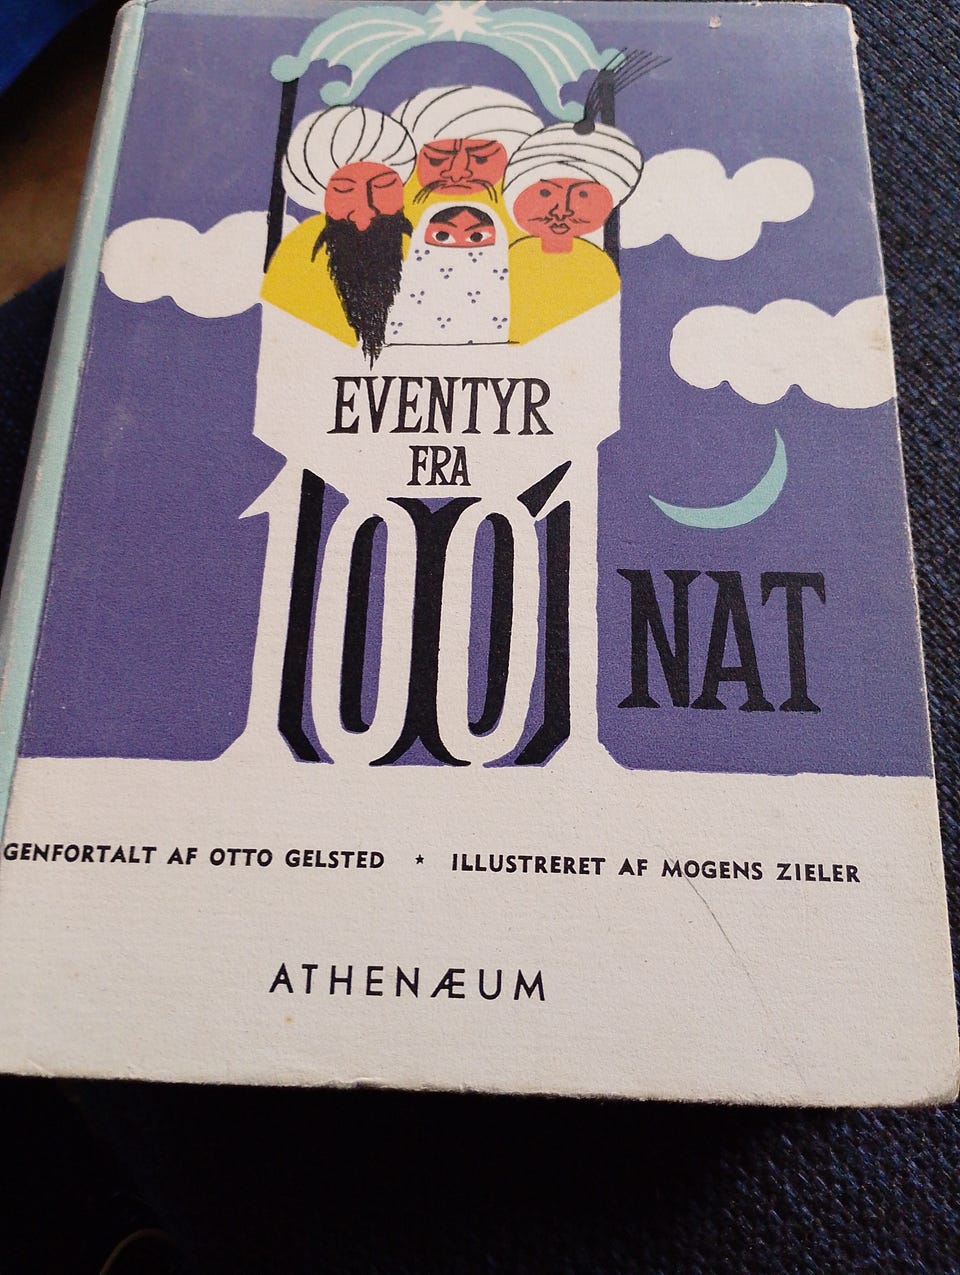 EVENTYR
FRA
1001
NAT
GENFORTALT AF OTTO GELSTED ★ ILLUSTRERET AF MOGENS ZIELER
ATHENÆUM